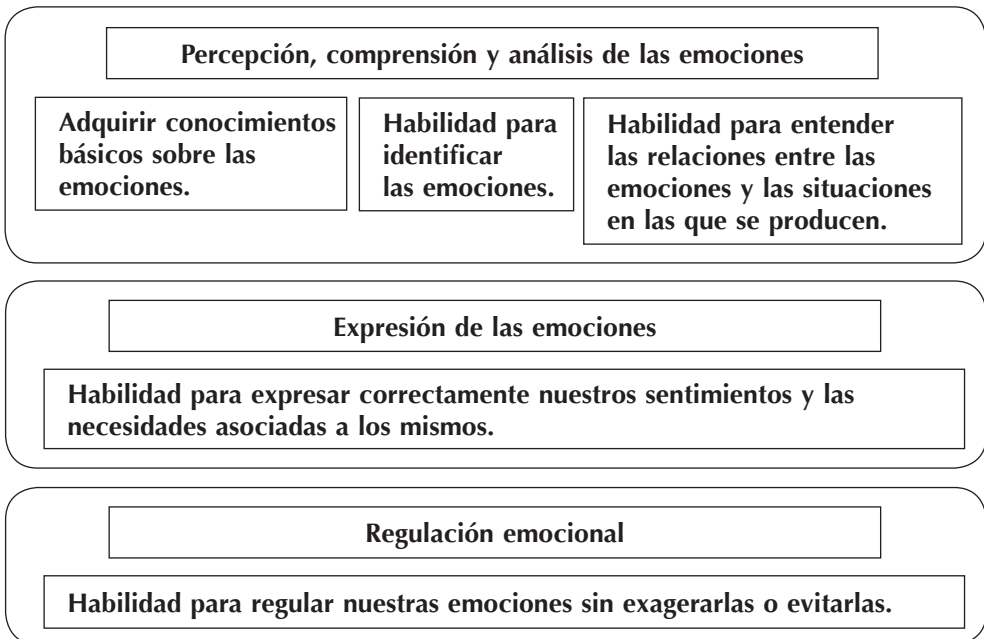 Percepción, comprensión y análisis de las emociones
Adquirir conocimientos
básicos sobre las
emociones.
Habilidad para
identificar
las emociones.
Habilidad para entender
las relaciones entre las
emociones y las situaciones
en las que se producen.
Expresión de las emociones
Habilidad para expresar correctamente nuestros sentimientos y las
necesidades asociadas a los mismos.
Regulación emocional
Habilidad para regular nuestras emociones sin exagerarlas o evitarlas.